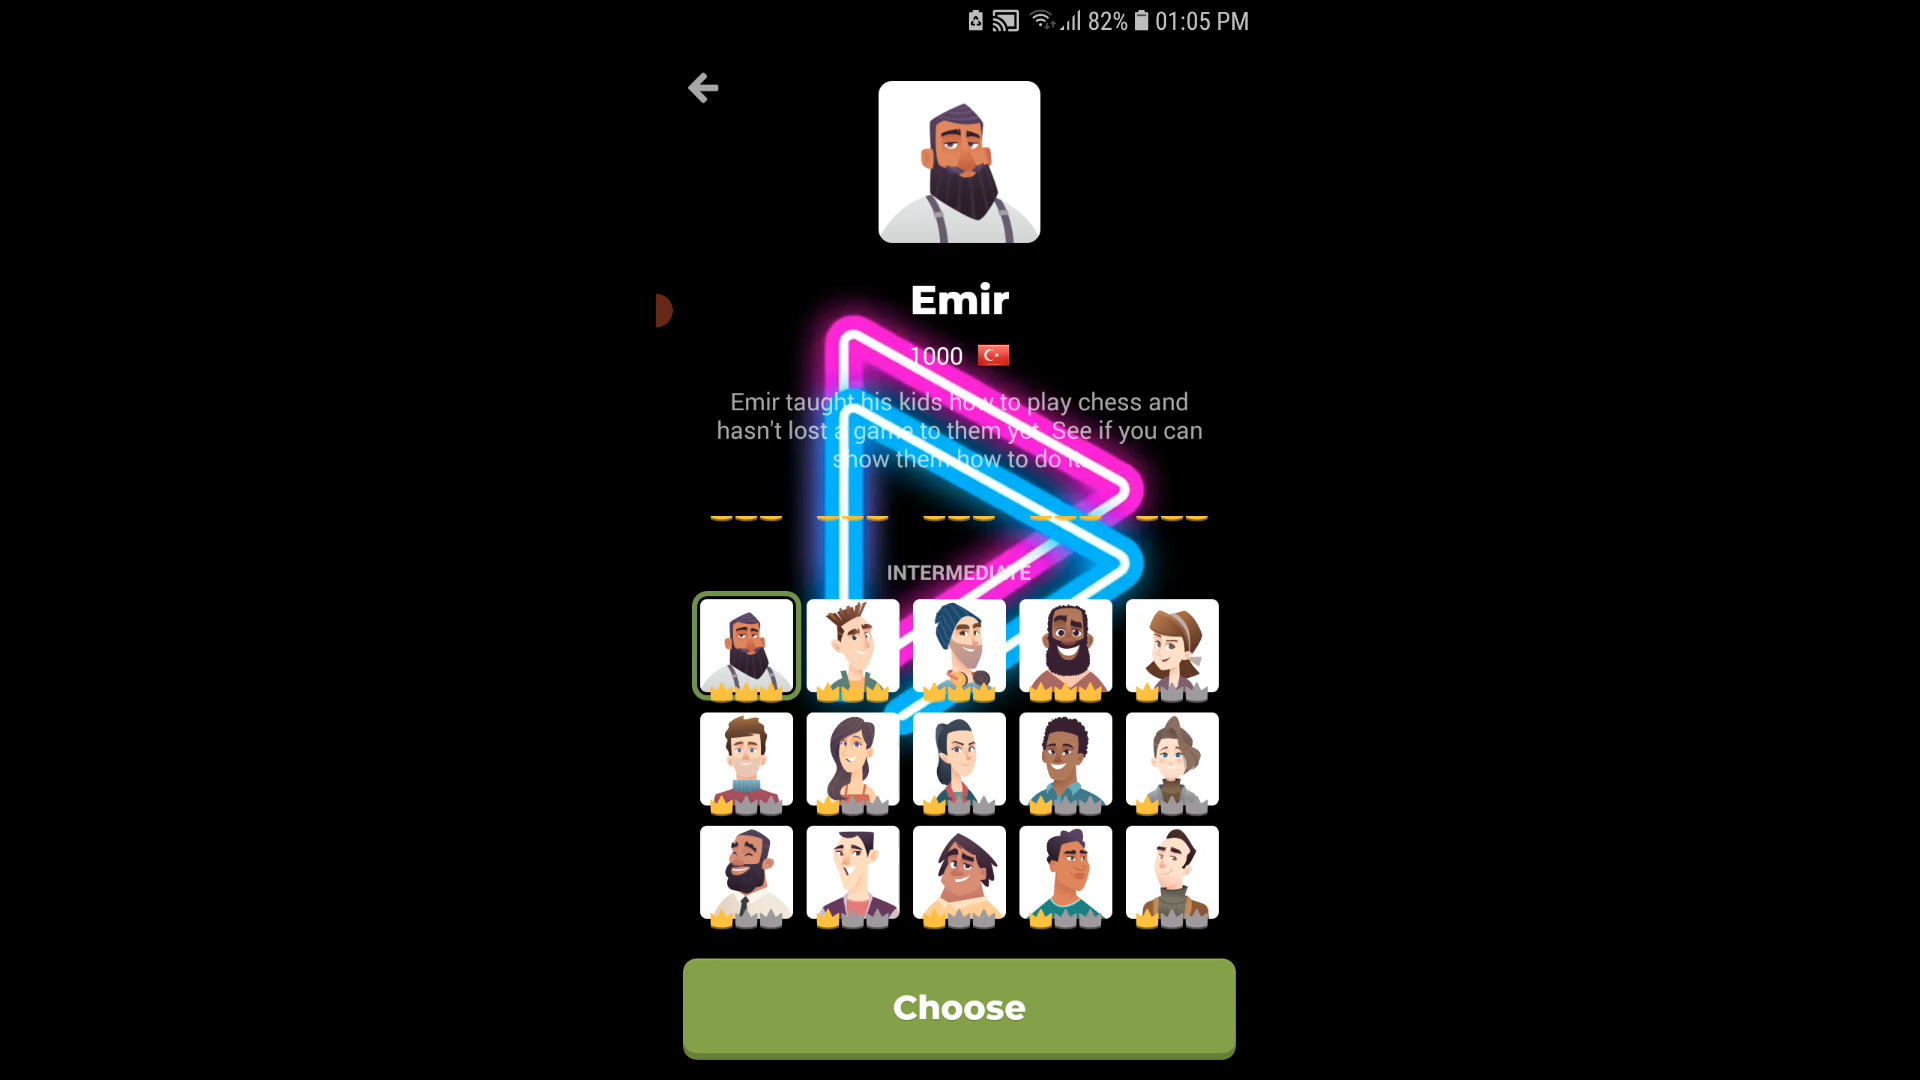 82% 01:05 PM
Emir
1000
Emir taught his kids how to play chess and
hasn't lost a game to them yet. See if you can
show them how to do it.
INTERMEDIATE
Choose